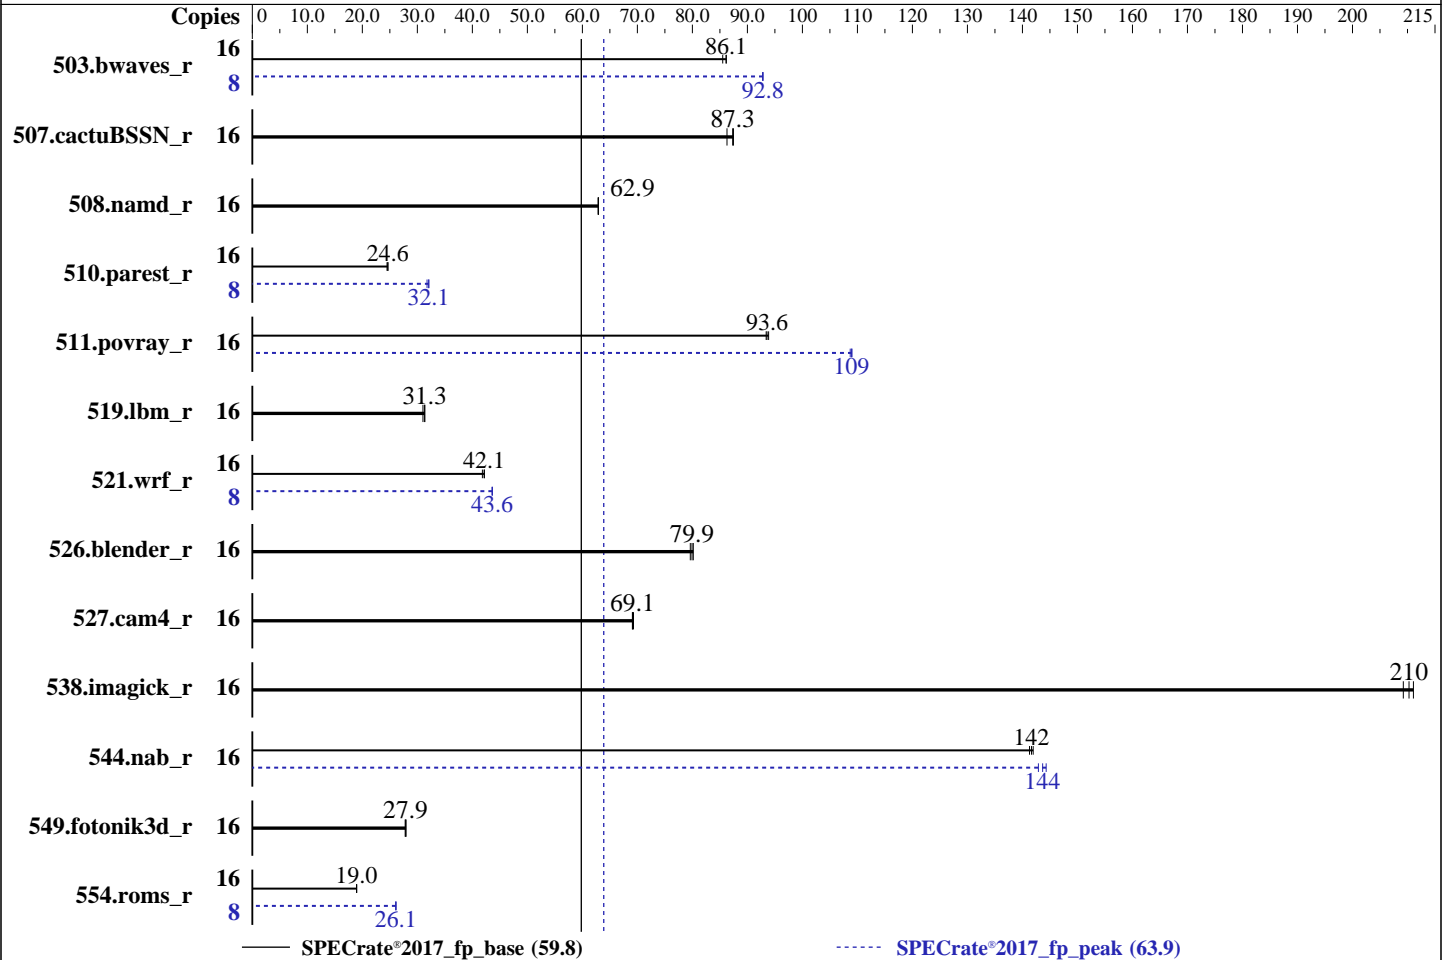 Copies 0 10.0 20.0 30.0 40.0 50.0 60.0 70.0 80.0 90.0 100 110 120 130 140 150 160 170 180 190 200 215
503.bwaves_r 16 86.1
8 92.8
507.cactuBSSN_r 16 87.3
508.namd_r 16 62.9
510.parest_r 16 24.6
8 32.1
511.povray_r 16 93.6
109
519.lbm_r 16 31.3
521.wrf_r 16 42.1
8 43.6
526.blender_r 16 79.9
527.cam4_r 16 69.1
538.imagick_r 16 210
544.nab_r 16 142
144
549.fotonik3d_r 16 27.9
554.roms_r 16 19.0
8 26.1
SPECrate®2017_fp_base (59.8) SPECrate®2017_fp_peak (63.9)